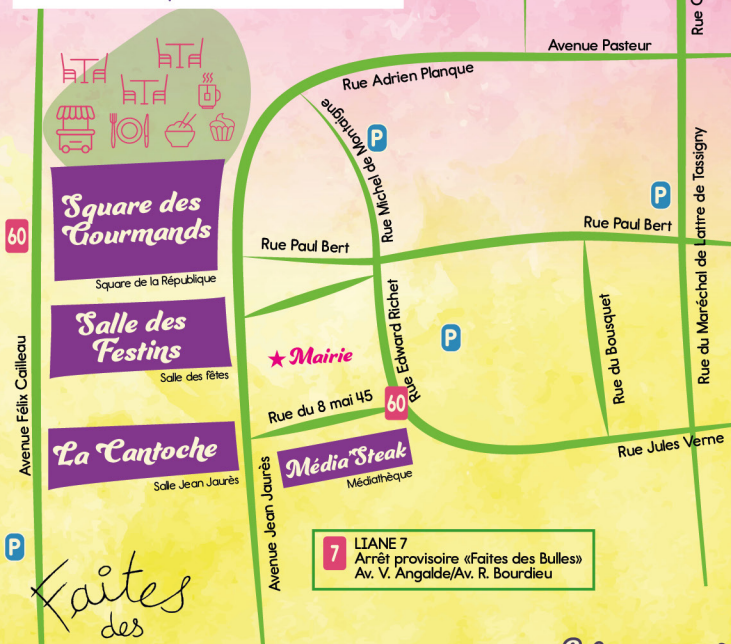 Avenue Pasteur
Rue Adrien Planque
Rue Michel de Montaigne
P
P
Rue du Maréchal de Lattre de Tassigny
Square des
Gourmands
Square de la République
60
Rue Paul Bert
Rue Paul Bert
Salle des
Festins
Salle des fêtes
Avenue Félix Cailleau
Mairie
Rue Edward Richet
P
Rue du Bousquet
Rue du 8 mai 45
60
La Cantoche
Salle Jean Jaurès
Média'Steak
Médiathèque
Rue Jules Verne
Avenue Jean Jaurès
P
7
LIANE 7
Arrêt provisoire «Faites des Bulles»
Av. V. Angalde/Av. R. Bourdieu
Faites
des